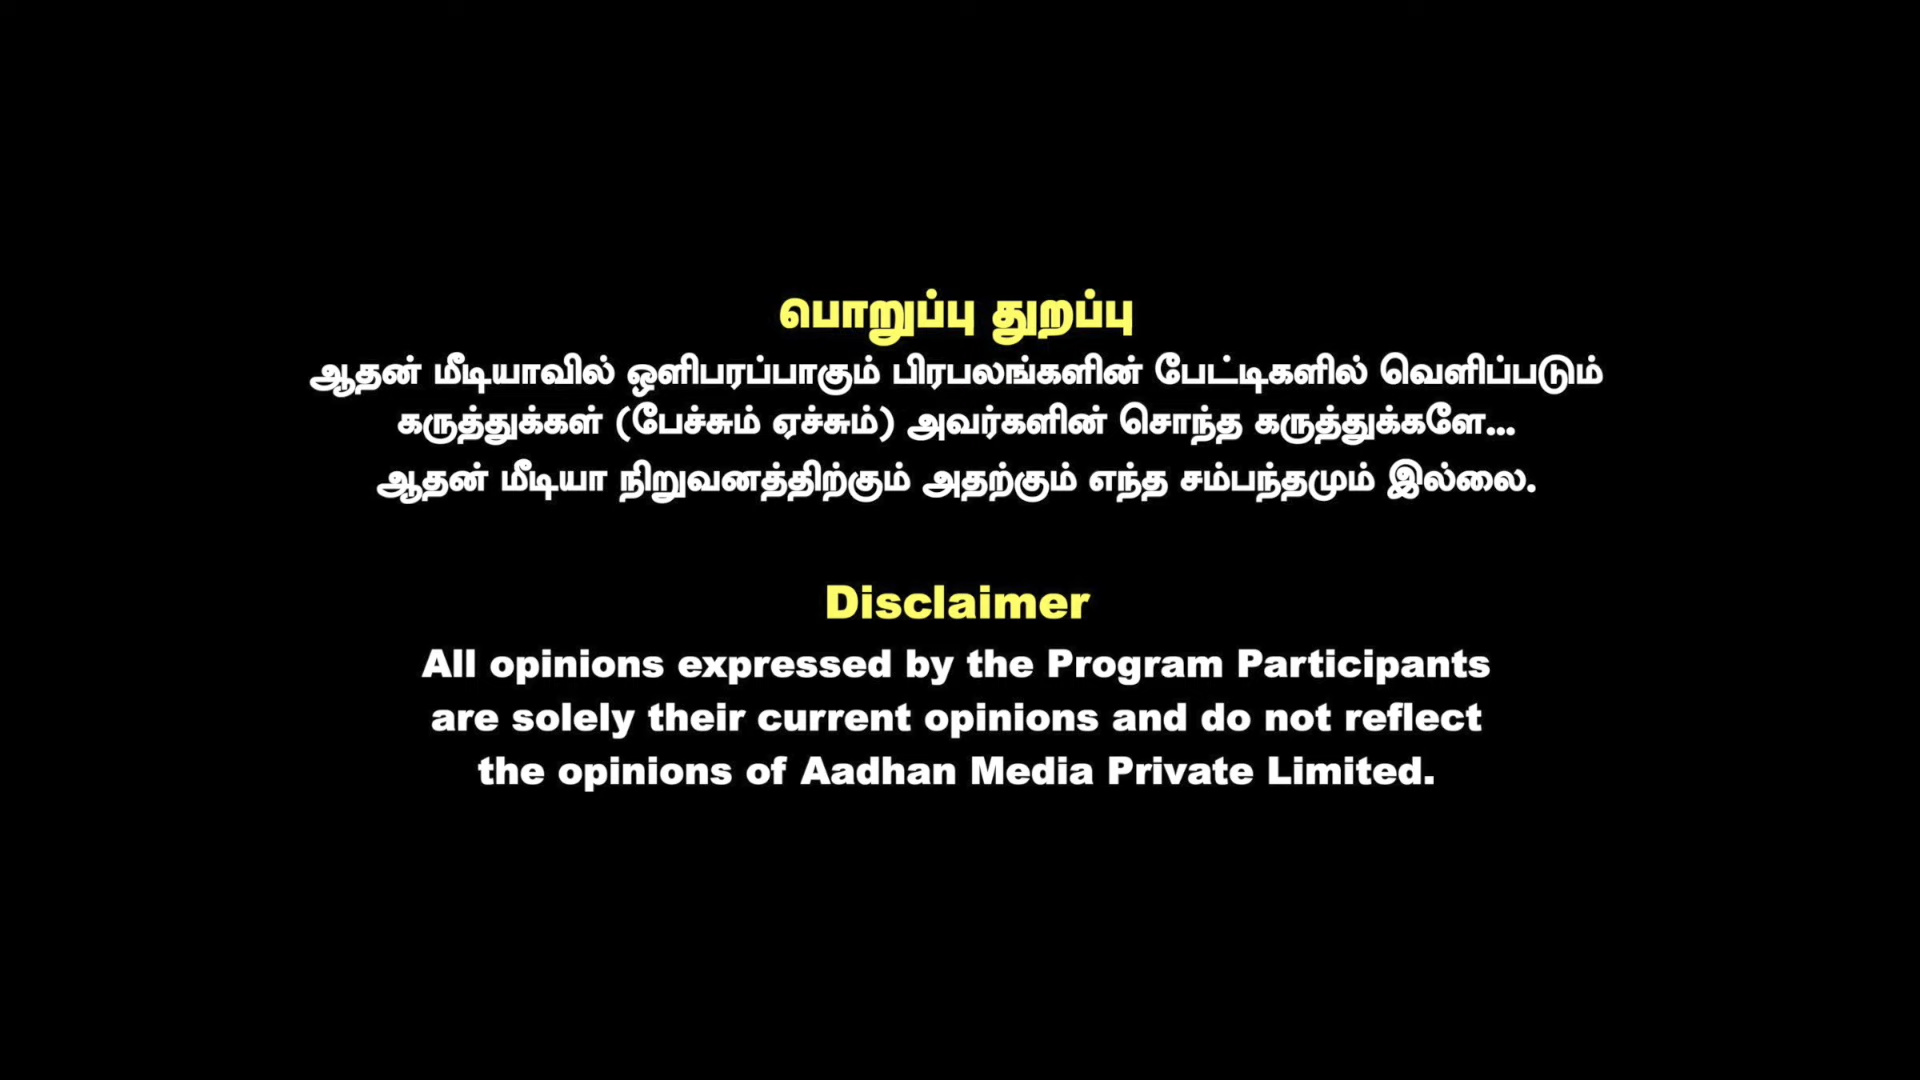 பொறுப்பு துறப்பு
ஆதன் மீடியாவில் ஒளிபரப்பாகும் பிரபலங்களின் பேட்டிகளில் வெளிப்படும்
கருத்துக்கள் (பேச்சும் ஏச்சும்) அவர்களின் சொந்த கருத்துக்களே...
ஆதன் மீடியா நிறுவனத்திற்கும் அதற்கும் எந்த சம்பந்தமும் இல்லை.
Disclaimer
All opinions expressed by the Program Participants
are solely their current opinions and do not reflect
the opinions of Aadhan Media Private Limited.